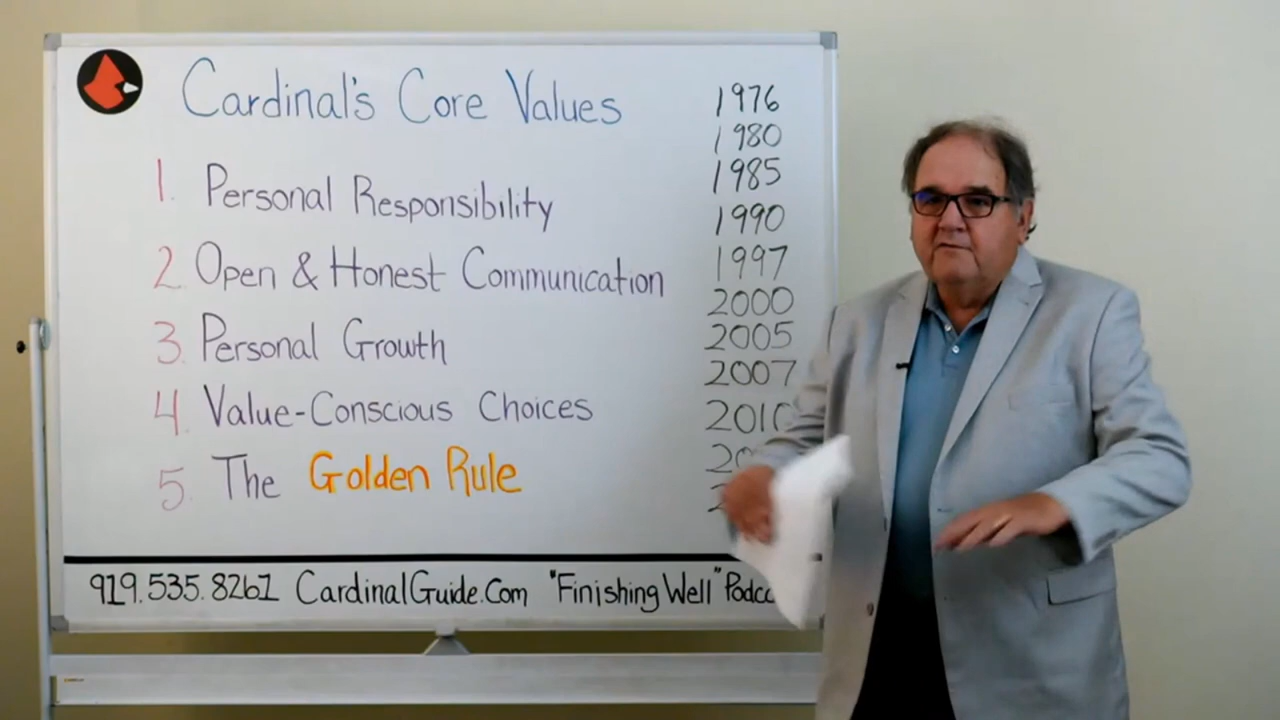 Cardinal's Core Values
1. Personal Responsibility
2. Open & Honest Communication
3. Personal Growth
4. Value-Conscious Choices
5. The Golden Rule
1976
1980
1985
1990
1997
2000
2005
2007
2010
919.535.8261 CardinalGuide.Com "Finishing Well"